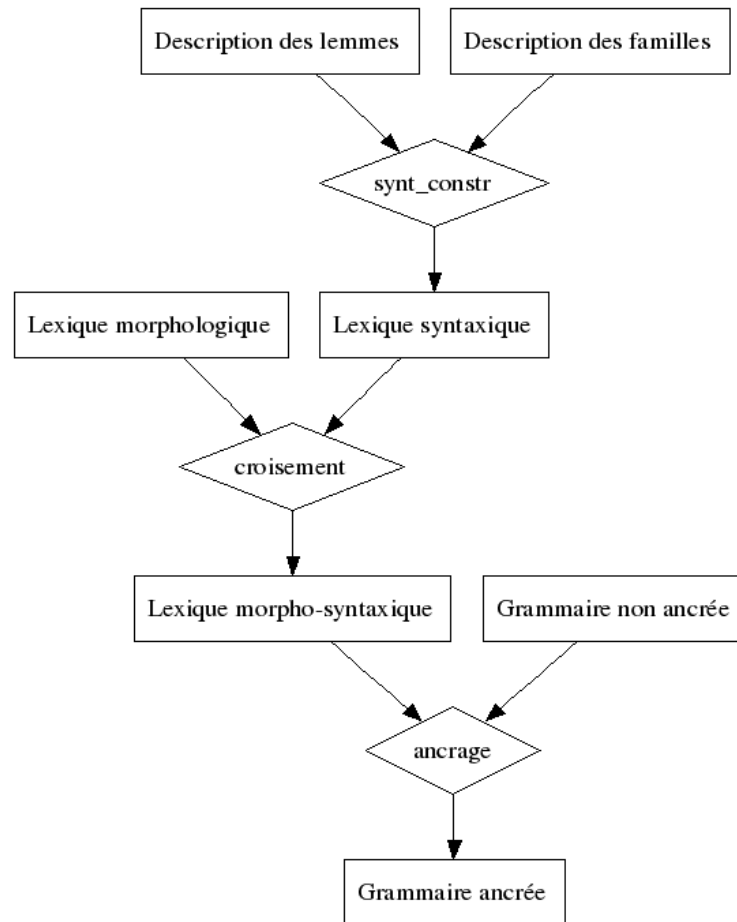 Description des lemmes
Description des familles
synt_constr
Lexique morphologique
Lexique syntaxique
croisement
Lexique morpho-syntaxique
Grammaire non ancrée
ancrage
Grammaire ancrée